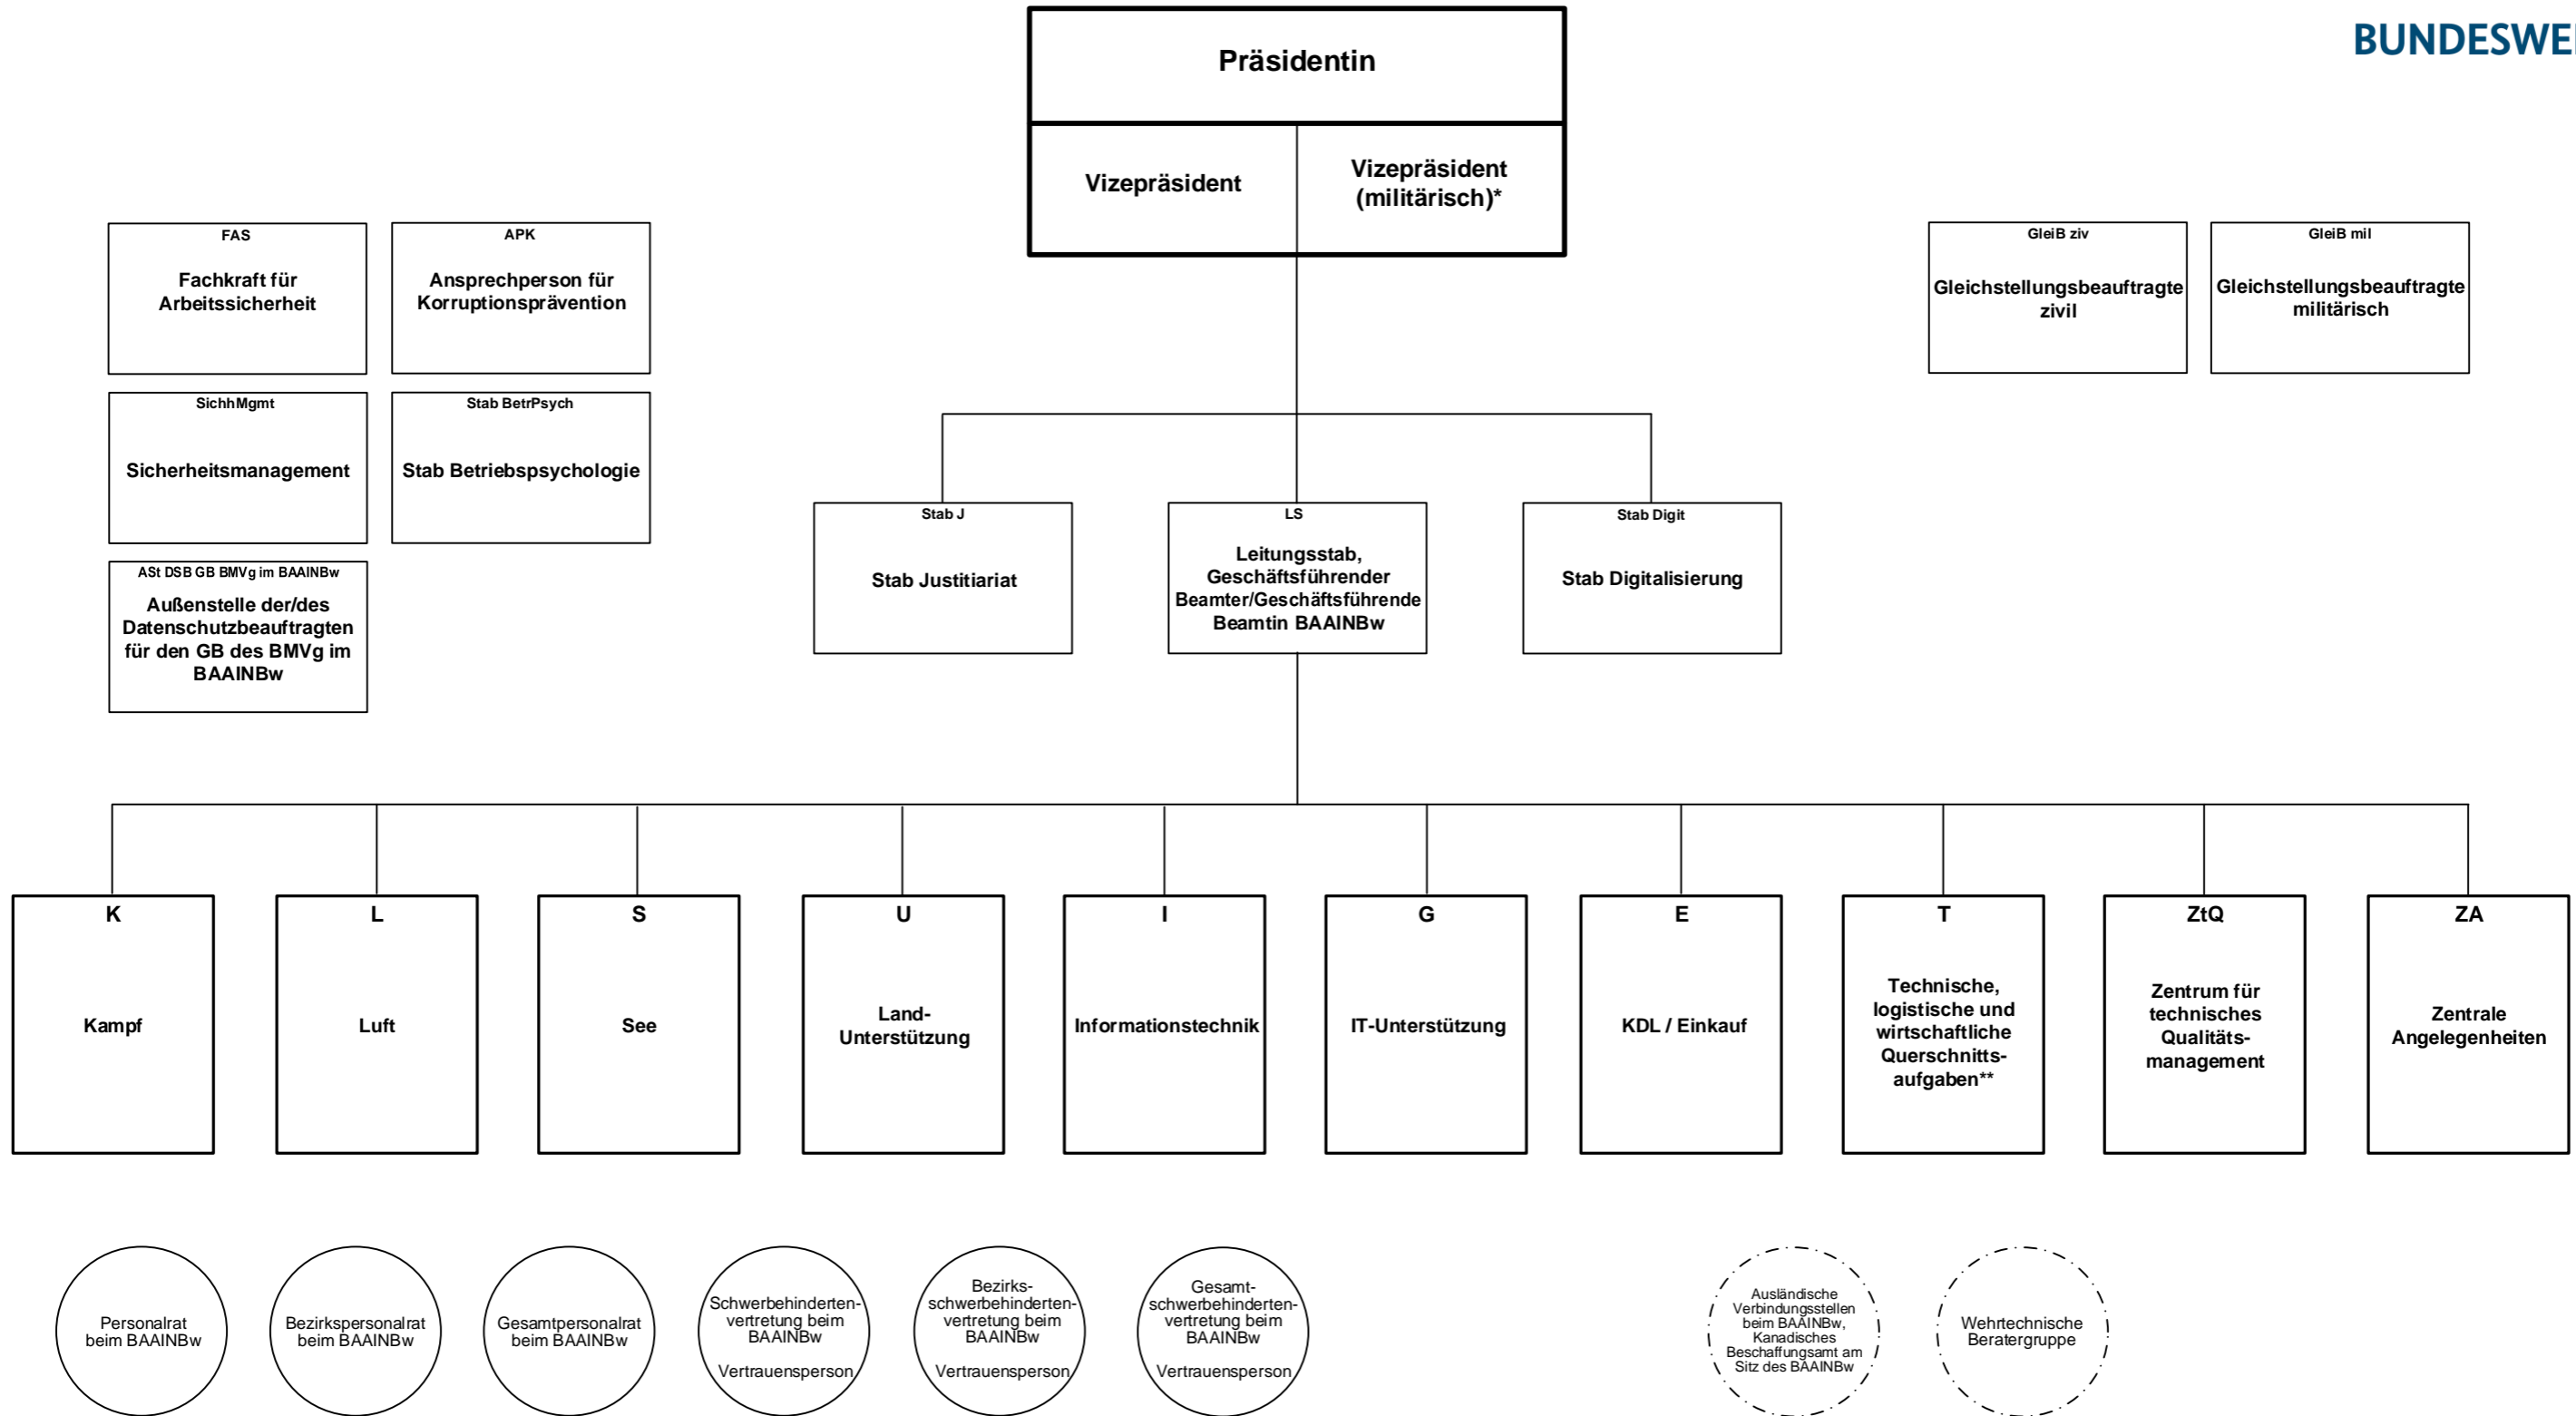 BUNDESWE
Präsidentin
Vizepräsident
Vizepräsident
(militärisch)*
FAS
Fachkraft für
Arbeitssicherheit
APK
Ansprechperson für
Korruptionsprävention
GleiB ziv
Gleichstellungsbeauftragte
zivil
GleiB mil
Gleichstellungsbeauftragte
militärisch
SichhMgmt
Sicherheitsmanagement
Stab BetrPsych
Stab Betriebspsychologie
Stab J
Stab Justitiariat
LS
Leitungsstab,
Geschäftsführender
Beamter/Geschäftsführende
Beamtin BAAINBw
Stab Digit
Stab Digitalisierung
ASt DSB GB BMVg im BAAINBw
Außenstelle der/des
Datenschutzbeauftragten
für den GB des BMVg im
BAAINBw
K
Kampf
L
Luft
S
See
U
Land-
Unterstützung
I
Informationstechnik
G
IT-Unterstützung
E
KDL / Einkauf
T
Technische,
logistische und
wirtschaftliche
Querschnitts-
aufgaben**
ZtQ
Zentrum für
technisches
Qualitäts-
management
ZA
Zentrale
Angelegenheiten
Personalrat
beim BAAINBw
Bezirkspersonalrat
beim BAAINBw
Gesamtpersonalrat
beim BAAINBw
Schwerbehinderten-
vertretung beim
BAAINBw
Vertrauensperson
Bezirks-
schwerbehinderten-
vertretung beim
BAAINBw
Vertrauensperson
Gesamt-
schwerbehinderten-
vertretung beim
BAAINBw
Vertrauensperson
Ausländische
Verbindungsstellen
beim BAAINBw,
Kanadisches
Beschaffungsamt am
Sitz des BAAINBw
Wehrtechnische
Beratergruppe